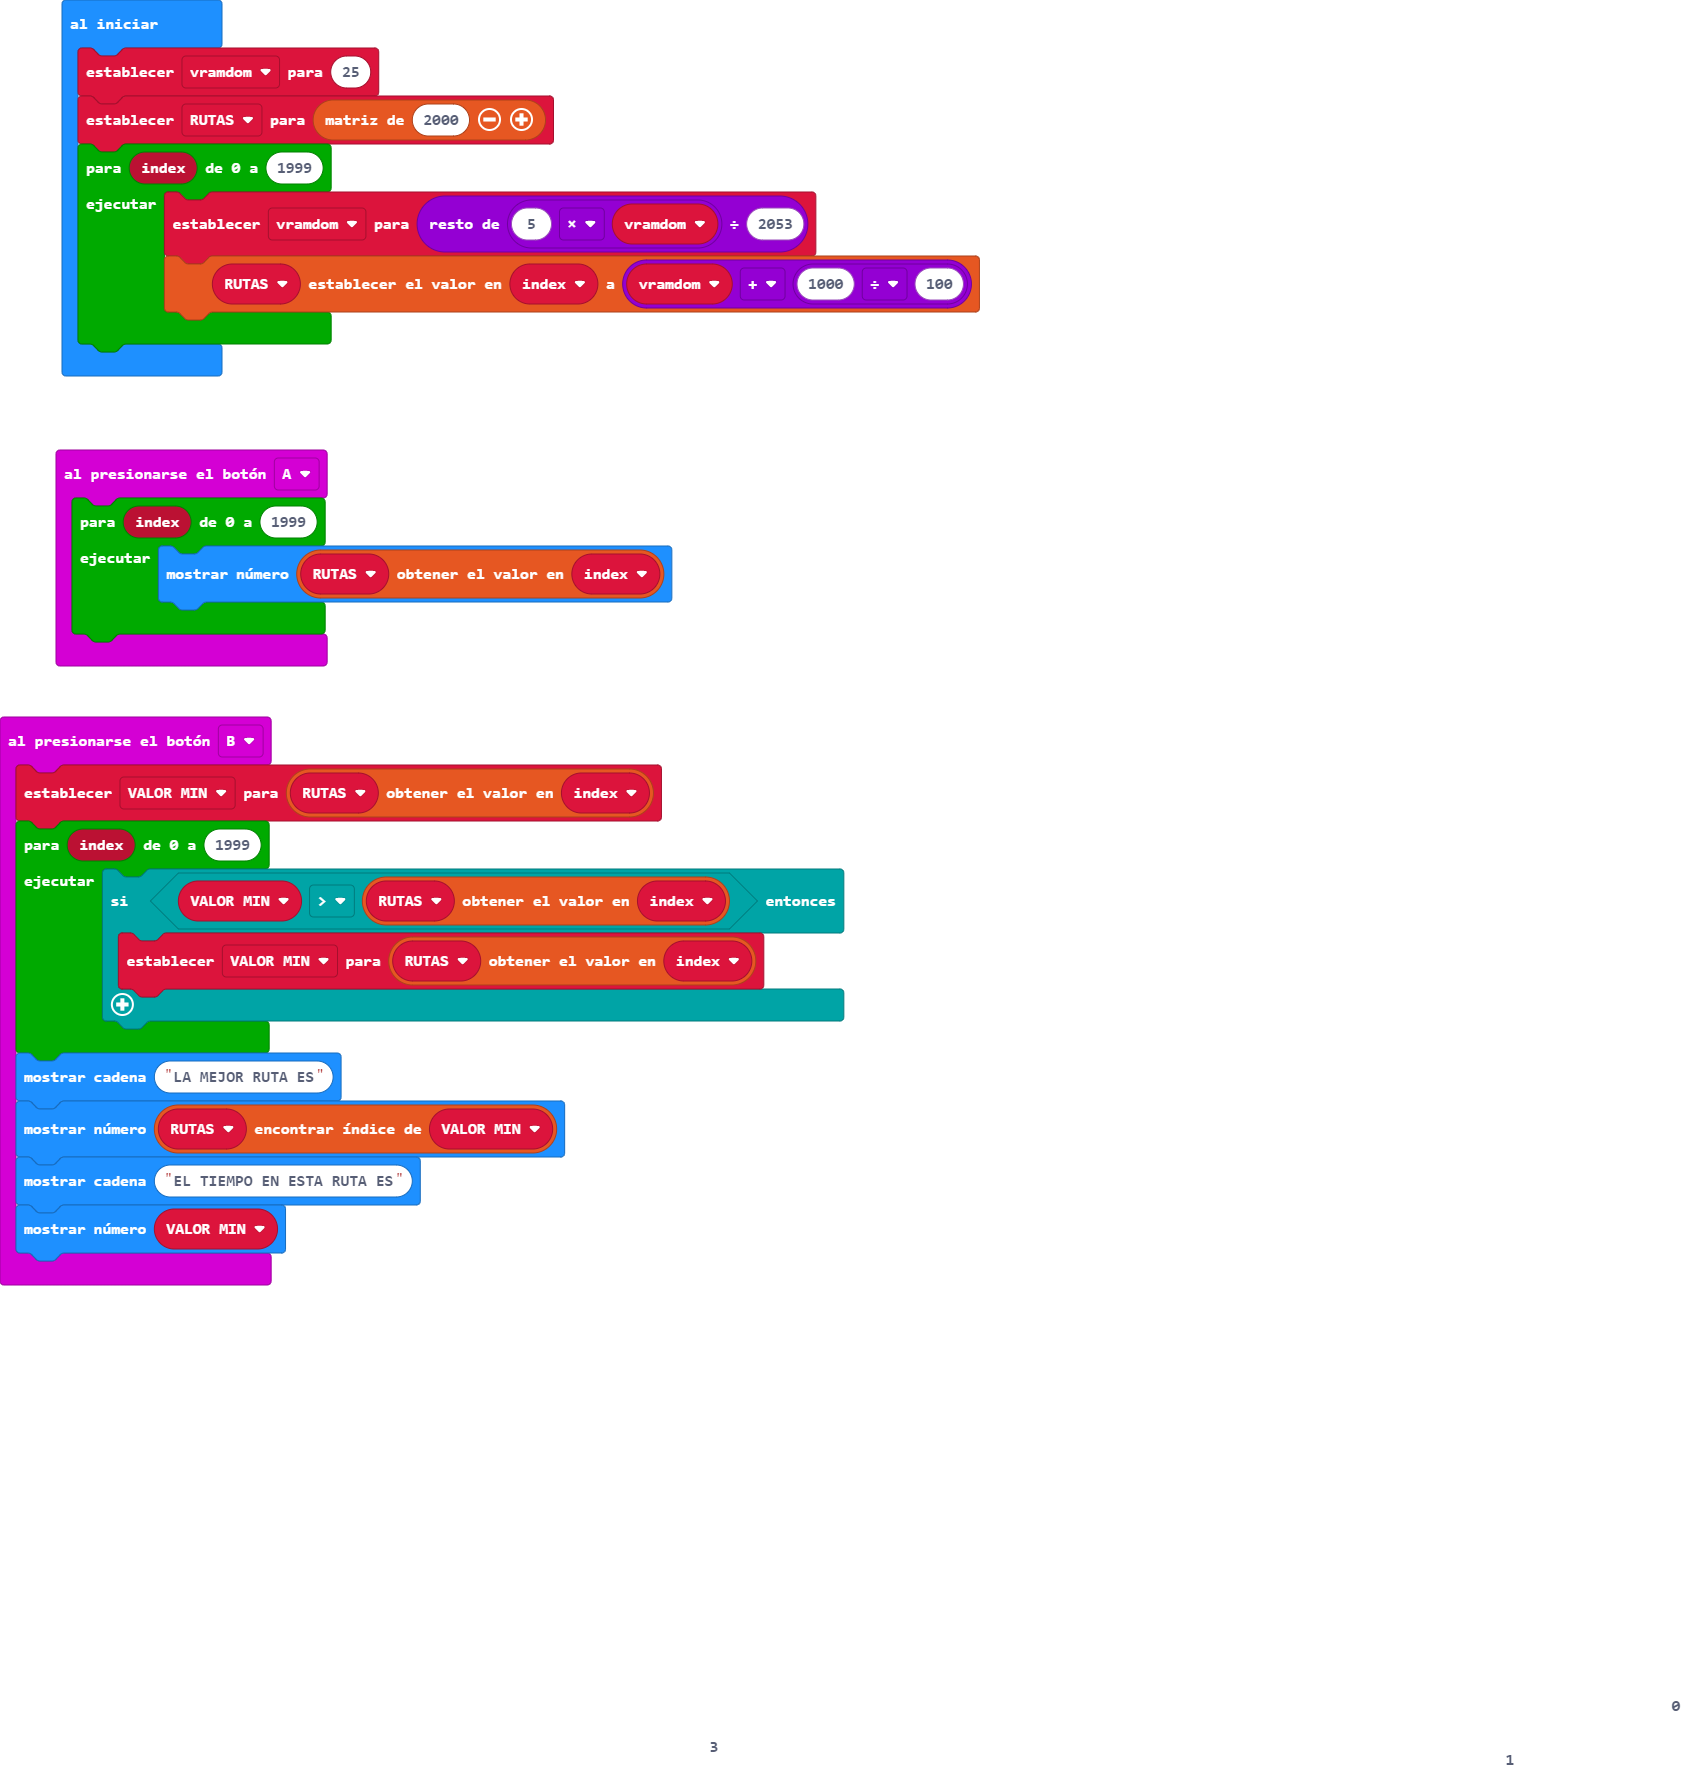 al iniciar
establecer vramdom para 25
establecer RUTAS para matriz de 2000
para index de 0 a 1999
ejecutar
establecer vramdom para resto de 5 × vramdom ÷ 2053
RUTAS establecer el valor en index a vramdom + 1000 ÷ 100
al presionarse el botón A
para index de 0 a 1999
ejecutar
mostrar número RUTAS obtener el valor en index
al presionarse el botón B
establecer VALOR MIN para RUTAS obtener el valor en index
para index de 0 a 1999
ejecutar
si VALOR MIN > RUTAS obtener el valor en index entonces
establecer VALOR MIN para RUTAS obtener el valor en index
mostrar cadena "LA MEJOR RUTA ES"
mostrar número RUTAS encontrar índice de VALOR MIN
mostrar cadena "EL TIEMPO EN ESTA RUTA ES"
mostrar número VALOR MIN
0
3
1